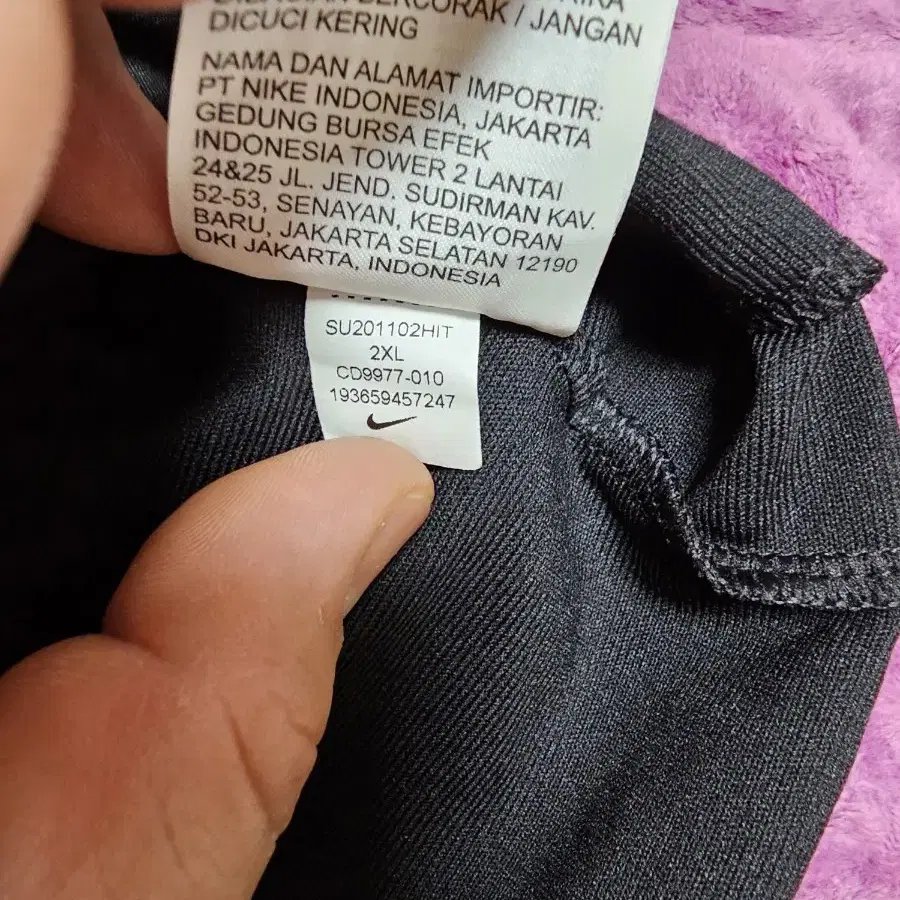 BERCORAK / JANGAN
DICUCI KERING
NAMA DAN ALAMAT IMPORTIR:
PT NIKE INDONESIA, JAKARTA
GEDUNG BURSA EFEK
INDONESIA TOWER 2 LANTAI
24&25 JL. JEND. SUDIRMAN KAV.
52-53, SENAYAN, KEBAYORAN
BARU, JAKARTA SELATAN 12190
DKI JAKARTA, INDONESIA
SU201102HIT
2XL
CD9977-010
193659457247